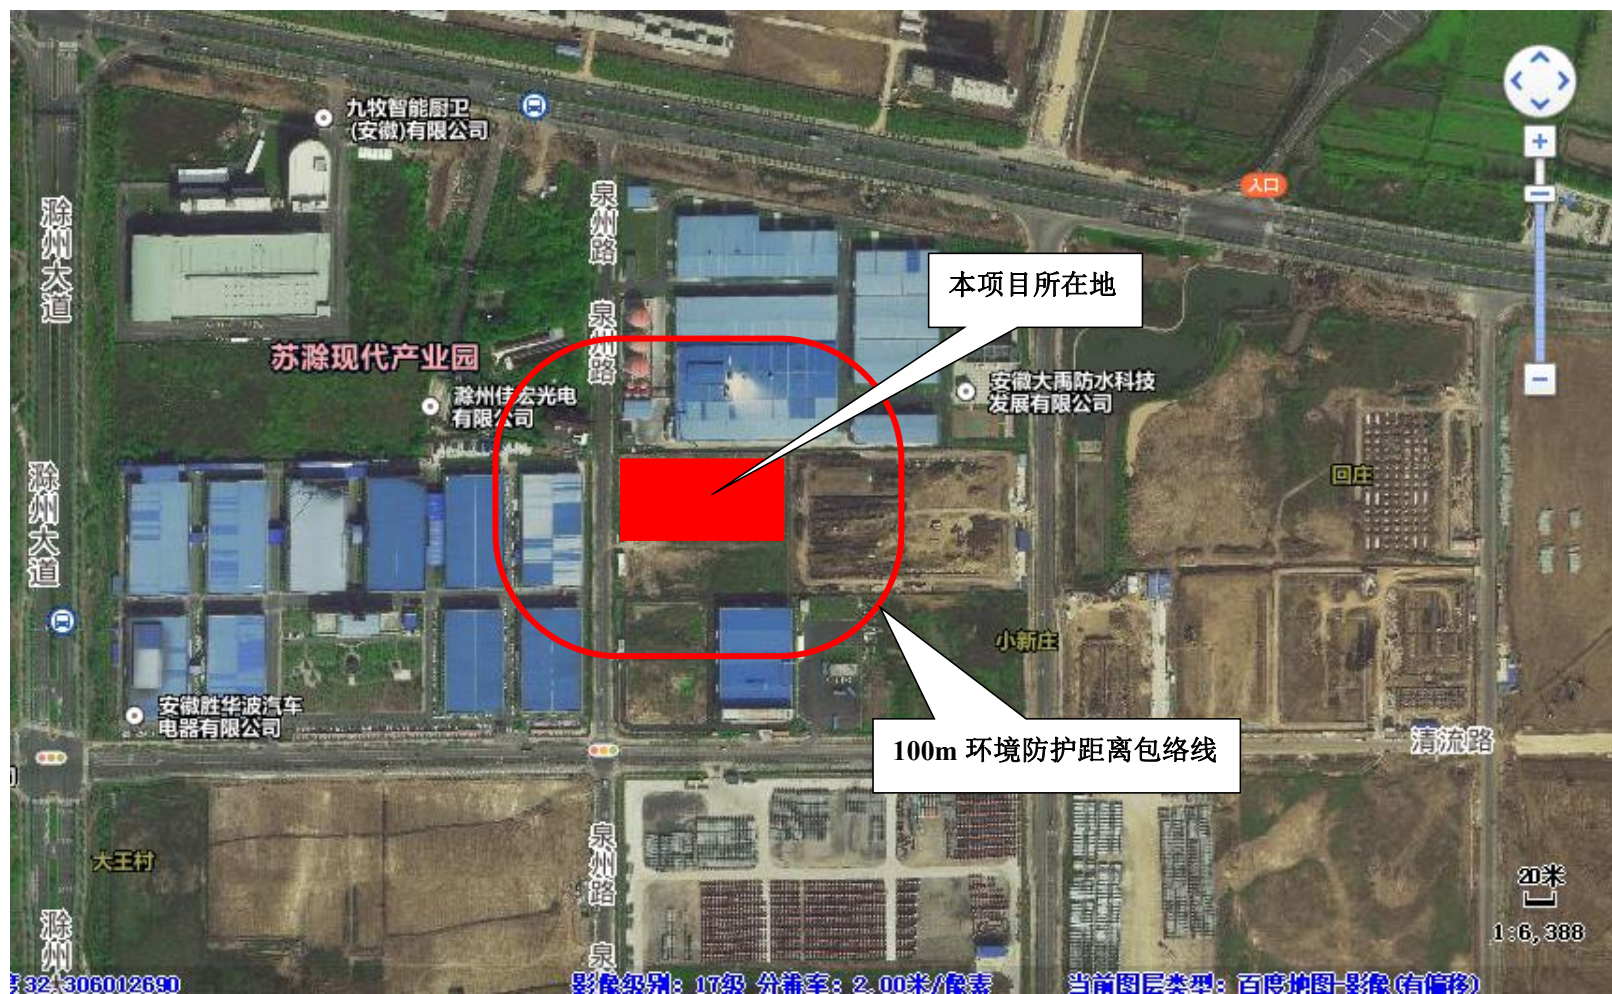 九牧智能厨卫
(安徽)有限公司
入口
滁州大道
泉州路
本项目所在地
泉州路
苏滁现代产业园
滁州佳宏光电
有限公司
安徽大禹防水科技
发展有限公司
回庄
滁州大道
小新庄
安徽胜华波汽车
电器有限公司
100m 环境防护距离包络线
清流路
大王村
泉州路
20米
滁州
1:6,388
泉
32.306012690
影像级别：17级 分辨率：2.00米/像素
当前图层类型：百度地图-影像(有偏移)